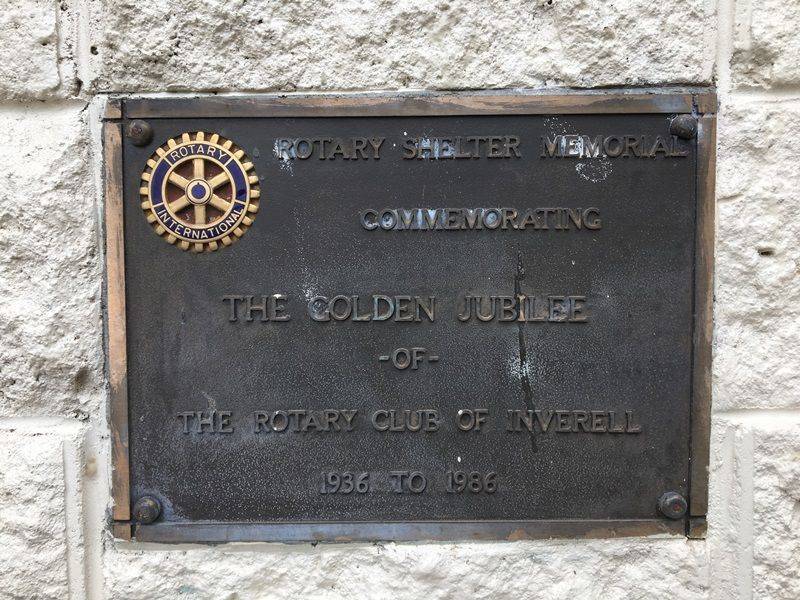 ROTARY INTERNATIONAL
ROTARY SHELTER MEMORIAL
COMMEMORATING
THE GOLDEN JUBILEE
-OF-
THE ROTARY CLUB OF INVERELL
1936 TO 1986